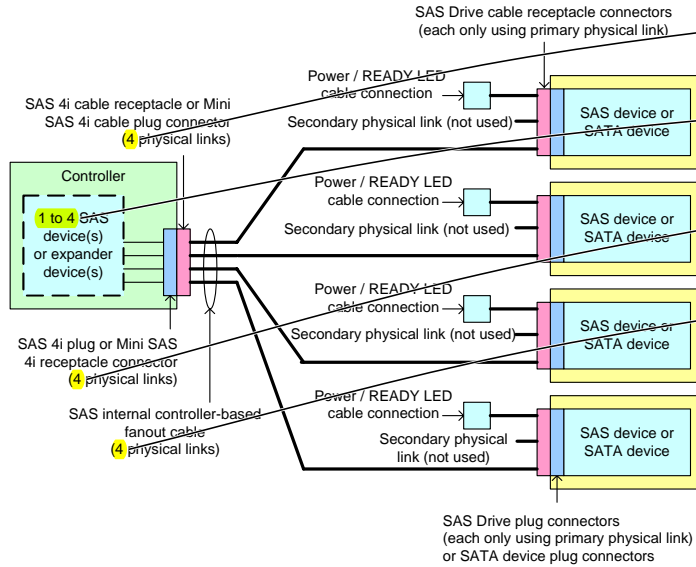 SAS Drive cable receptacle connectors
(each only using primary physical link)
Power / READY LED
cable connection
SAS 4i cable receptacle or Mini
SAS 4i cable plug connector
(4 physical links)
Secondary physical link (not used)
SAS device or
SATA device
Controller
1 to 4 SAS
device(s)
or expander
device(s)
Power / READY LED
cable connection
Secondary physical link (not used)
SAS device or
SATA device
Power / READY LED
cable connection
Secondary physical link (not used)
SAS device or
SATA device
SAS 4i plug or Mini SAS
4i receptacle connector
(4 physical links)
SAS internal controller-based
fanout cable
(4 physical links)
Power / READY LED
cable connection
Secondary physical
link (not used)
SAS device or
SATA device
SAS Drive plug connectors
(each only using primary physical link)
or SATA device plug connectors